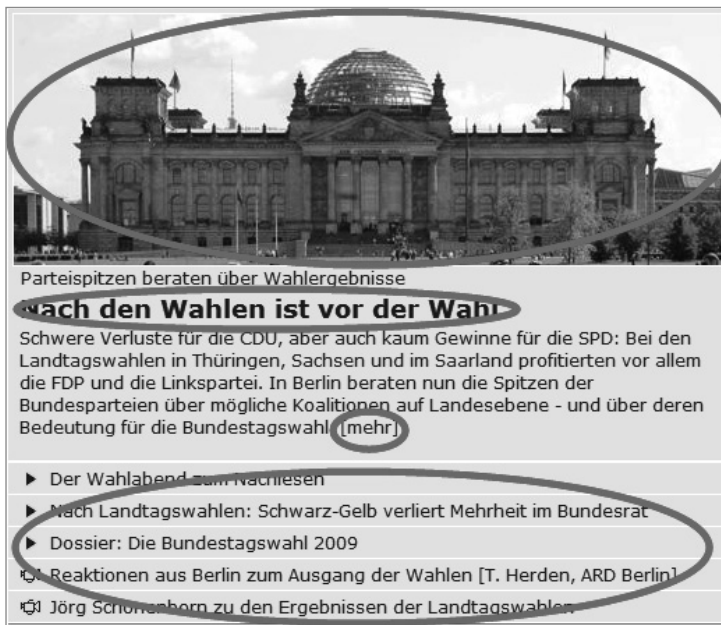 Parteispitzen beraten über Wahlergebnisse
Nach den Wahlen ist vor der Wahl
Schwere Verluste für die CDU, aber auch kaum Gewinne für die SPD: Bei den
Landtagswahlen in Thüringen, Sachsen und im Saarland profitierten vor allem
die FDP und die Linkspartei. In Berlin beraten nun die Spitzen der
Bundesparteien über mögliche Koalitionen auf Landesebene - und über deren
Bedeutung für die Bundestagswahl. [mehr]
Der Wahlabend zum Nachlesen
Nach Landtagswahlen: Schwarz-Gelb verliert Mehrheit im Bundesrat
Dossier: Die Bundestagswahl 2009
Reaktionen aus Berlin zum Ausgang der Wahlen [T. Herden, ARD Berlin]
Jörg Schönenborn zu den Ergebnissen der Landtagswahlen